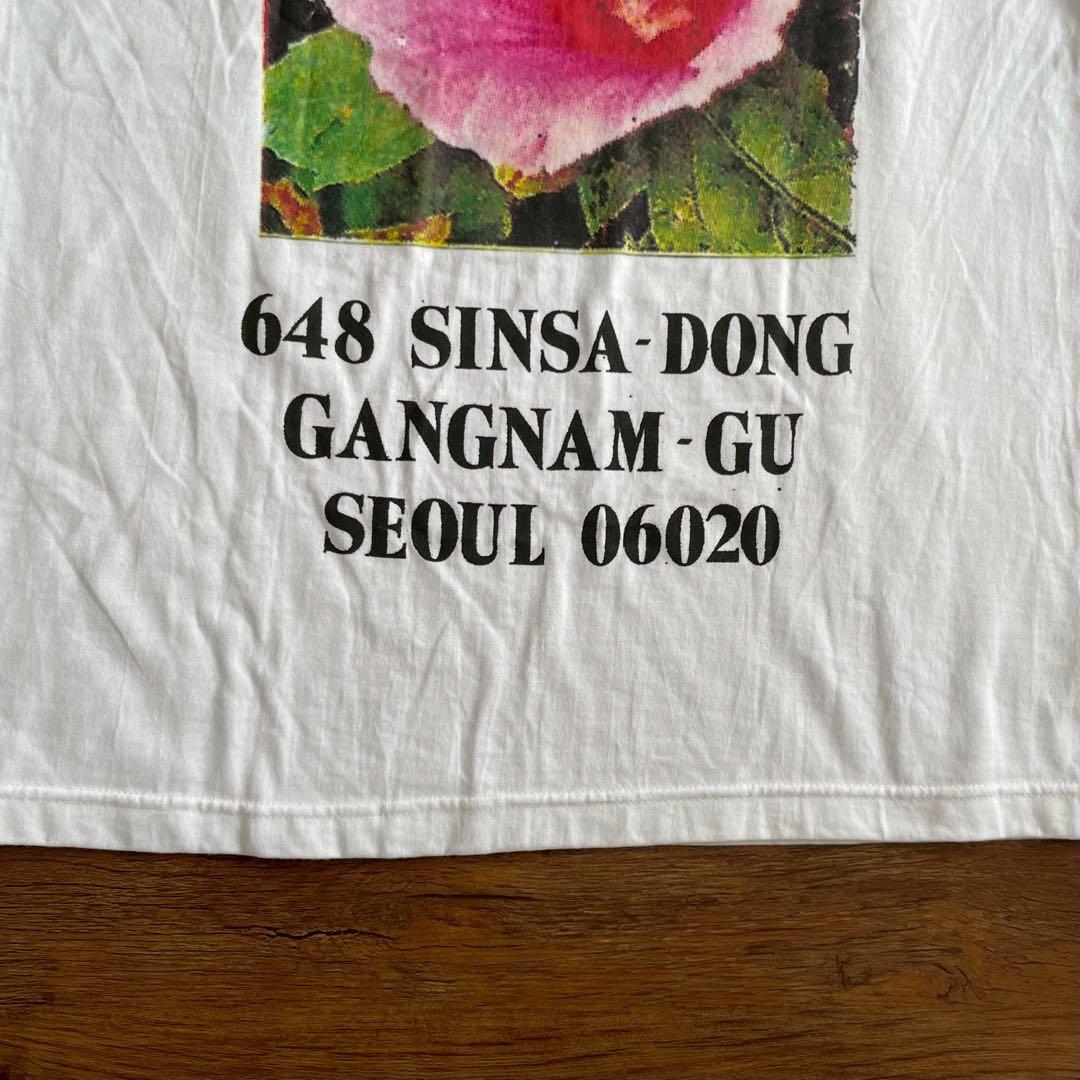 648 SINSA-DONG
GANGNAM-GU
SEOUL 06020